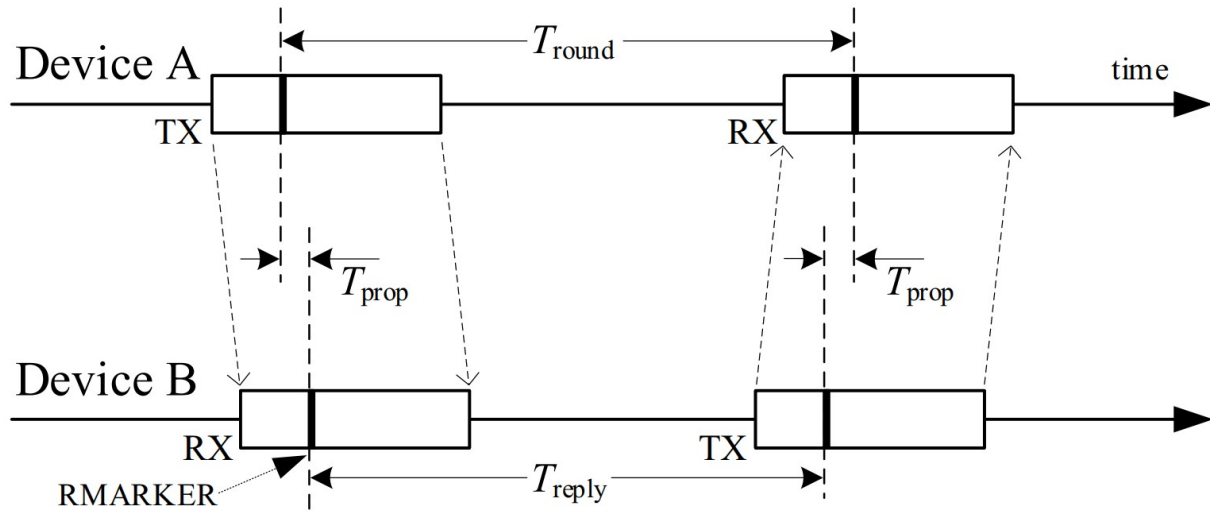 T_round
Device A
time
TX
RX
T_prop
T_prop
Device B
RX
TX
RMARKER
T_reply